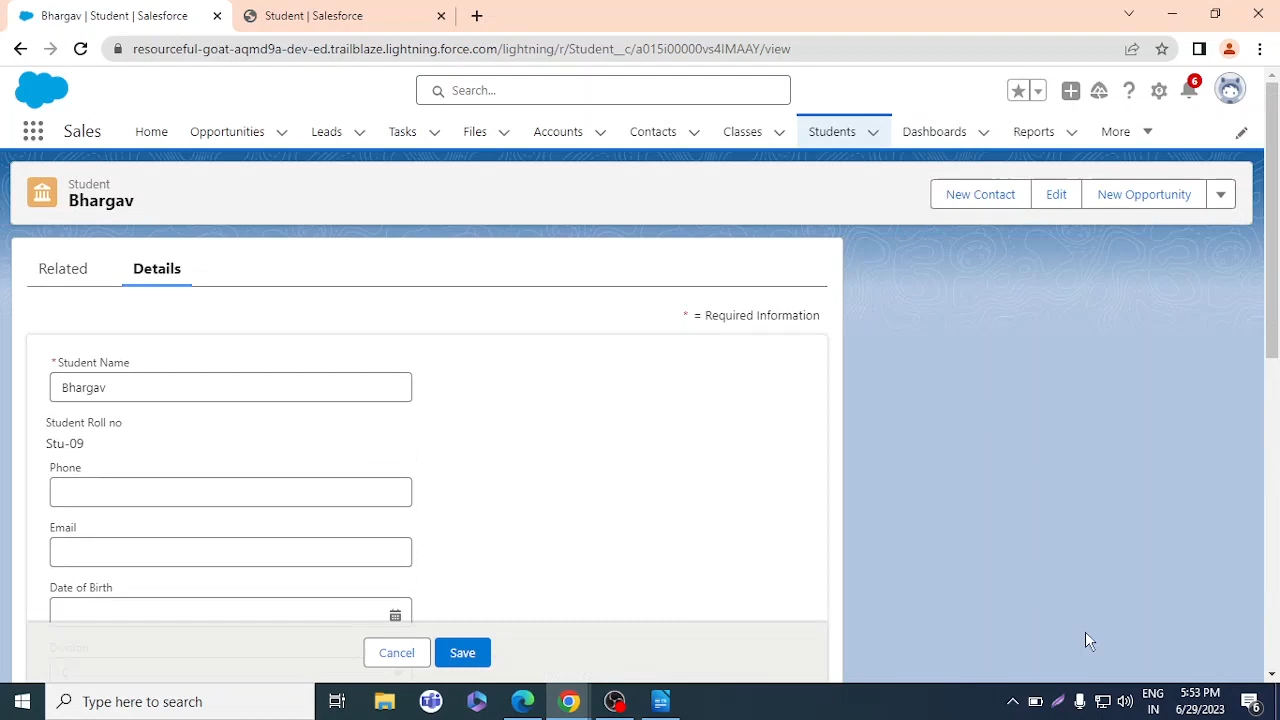 Bhargav | Student | Salesforce
Student | Salesforce
resourceful-goat-aqmd9a-dev-ed.trailblaze.lightning.force.com/lightning/r/Student__c/a015i00000vs4IMAAY/view
Search...
6
Sales Home Opportunities Leads Tasks Files Accounts Contacts Classes Students Dashboards Reports More
Student
Bhargav
New Contact Edit New Opportunity
Related Details
* = Required Information
*Student Name
Bhargav
Student Roll no
Stu-09
Phone
Email
Date of Birth
Division
C
Cancel Save
Type here to search
ENG
IN
5:53 PM
6/29/2023
6